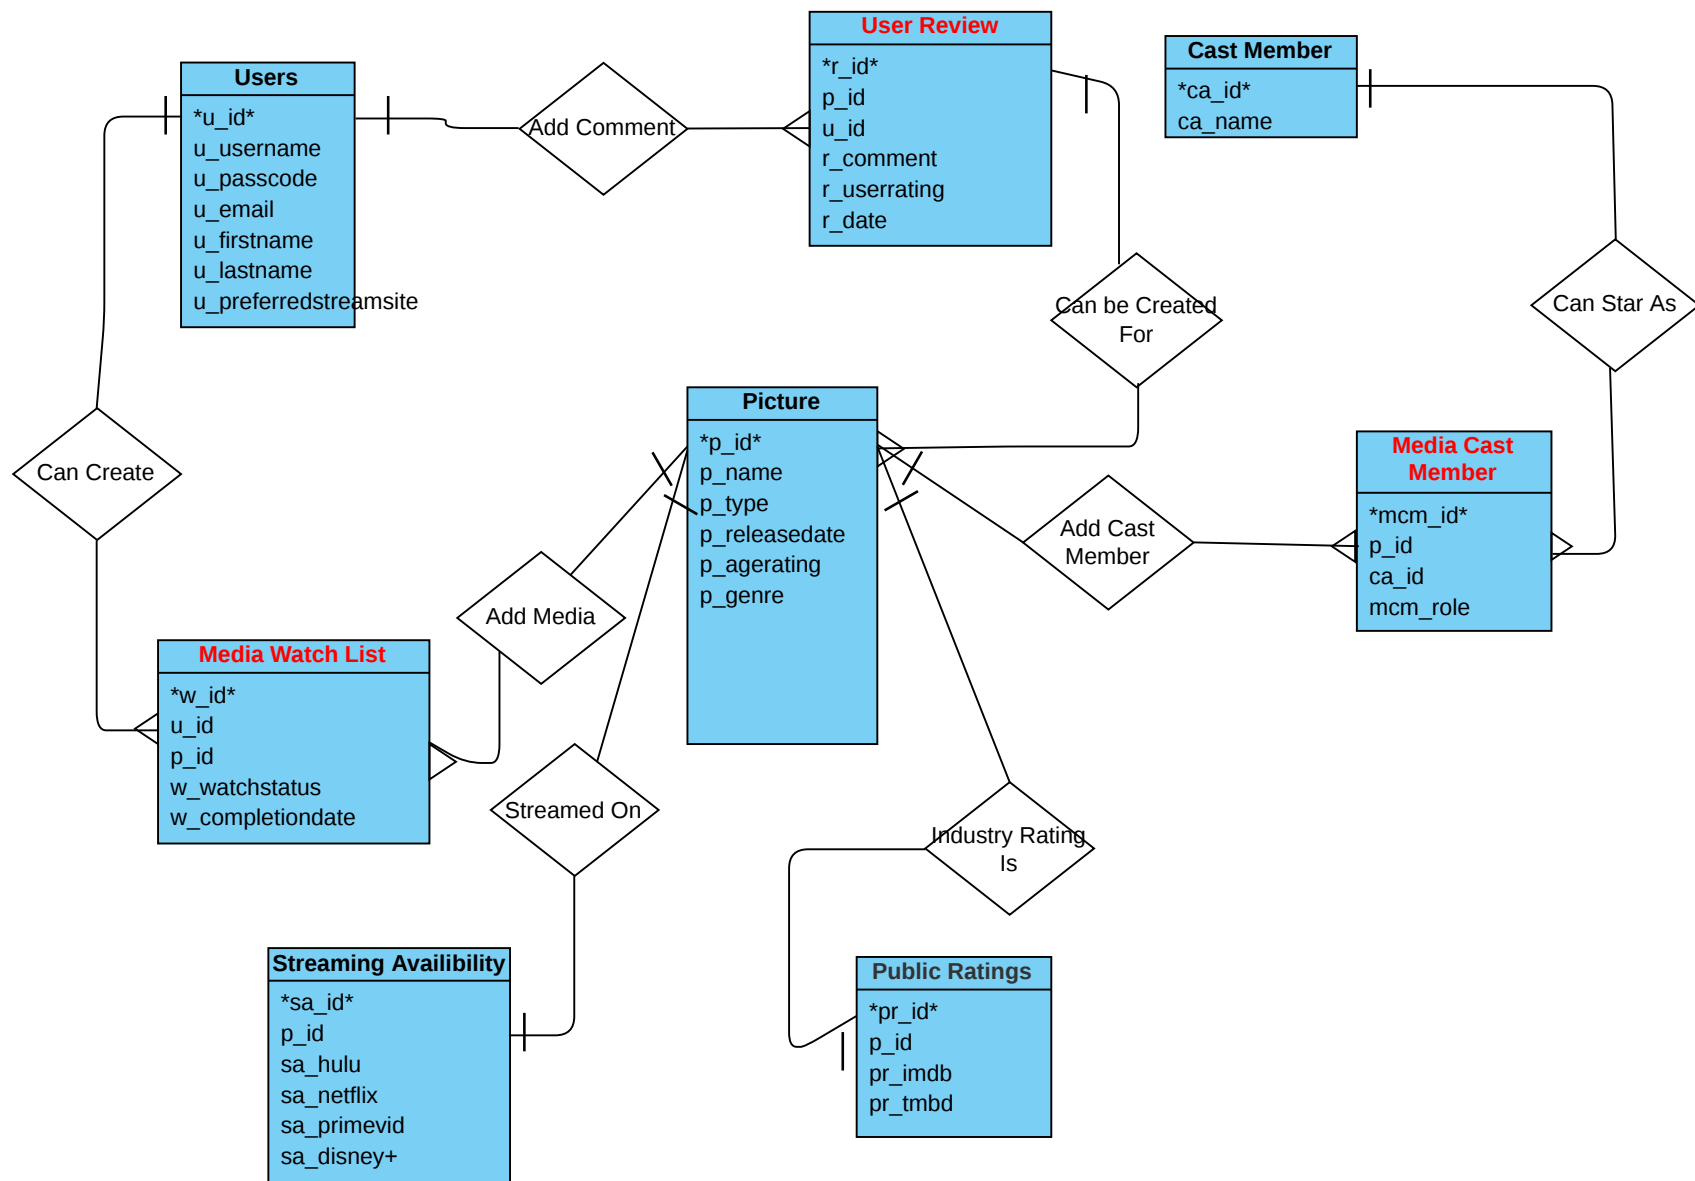 Users
*u_id*
u_username
u_passcode
u_email
u_firstname
u_lastname
u_preferredstreamsite
Add Comment
User Review
*r_id*
p_id
u_id
r_comment
r_userrating
r_date
Cast Member
*ca_id*
ca_name
Can be Created
For
Can Star As
Can Create
Picture
*p_id*
p_name
p_type
p_releasedate
p_agerating
p_genre
Add Cast
Member
Media Cast
Member
*mcm_id*
p_id
ca_id
mcm_role
Add Media
Media Watch List
*w_id*
u_id
p_id
w_watchstatus
w_completiondate
Streamed On
Industry Rating
Is
Streaming Availibility
*sa_id*
p_id
sa_hulu
sa_netflix
sa_primevid
sa_disney+
Public Ratings
*pr_id*
p_id
pr_imdb
pr_tmbd